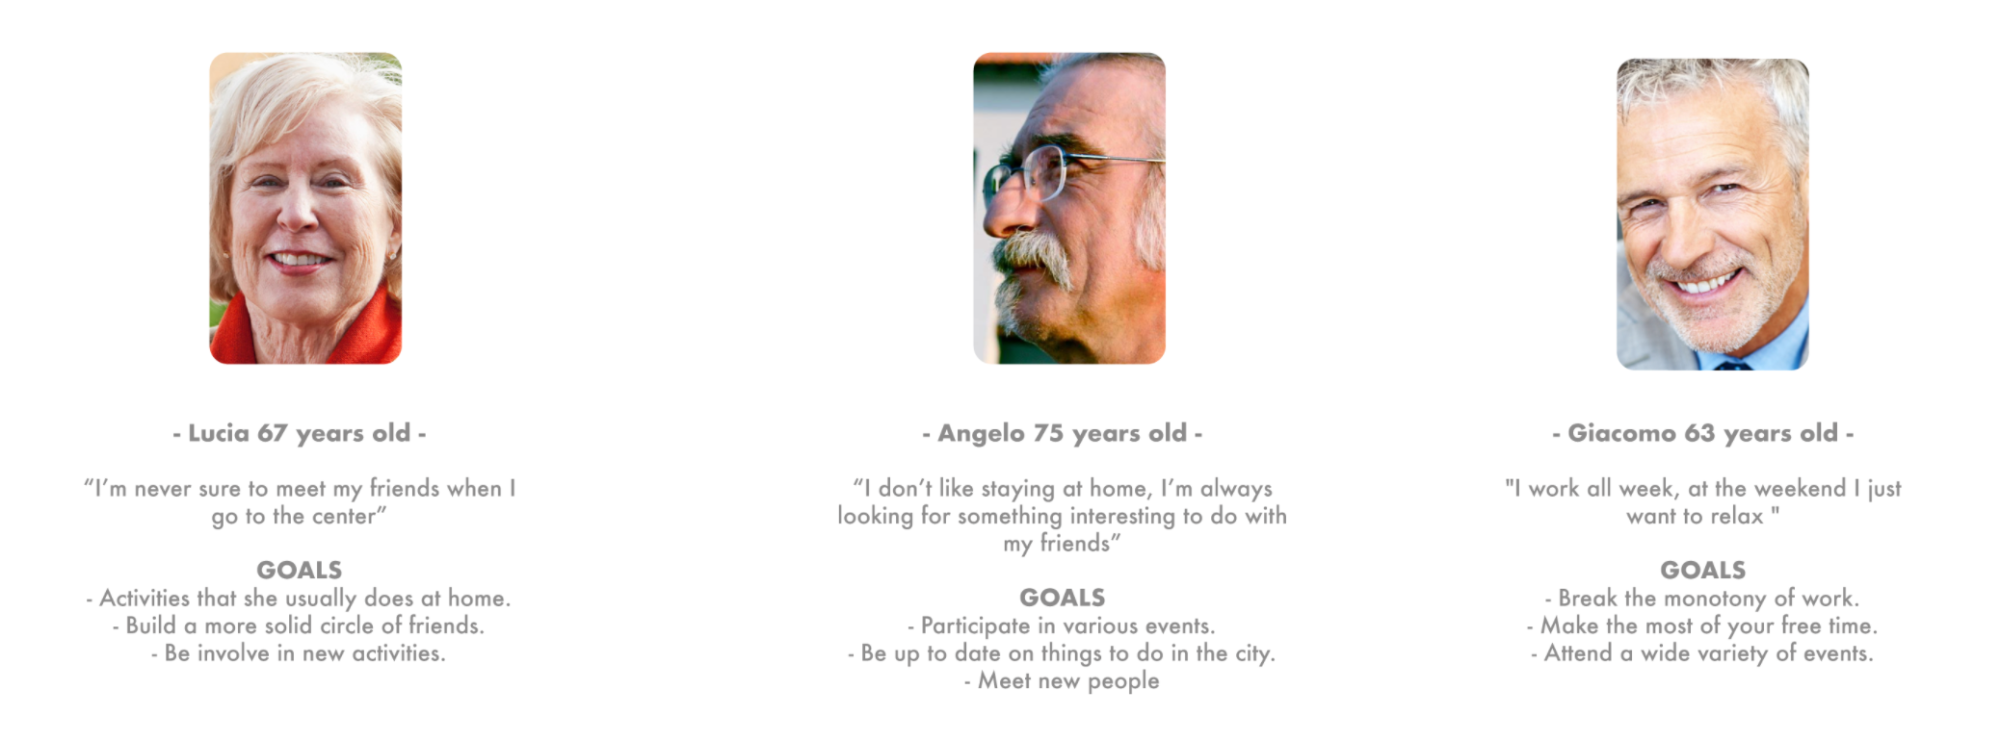 - Lucia 67 years old -
“I’m never sure to meet my friends when I
go to the center”
GOALS
- Activities that she usually does at home.
- Build a more solid circle of friends.
- Be involve in new activities.
- Angelo 75 years old -
“I don’t like staying at home, I’m always
looking for something interesting to do with
my friends”
GOALS
- Participate in various events.
- Be up to date on things to do in the city.
- Meet new people
- Giacomo 63 years old -
"I work all week, at the weekend I just
want to relax "
GOALS
- Break the monotony of work.
- Make the most of your free time.
- Attend a wide variety of events.